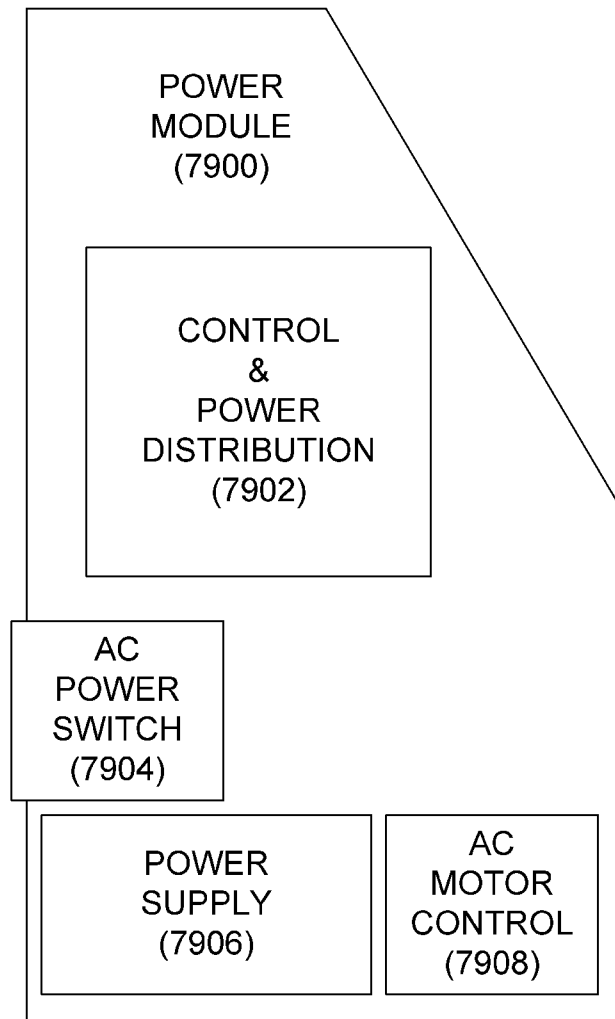 POWER
MODULE
(7900)
CONTROL
&
POWER
DISTRIBUTION
(7902)
AC
POWER
SWITCH
(7904)
POWER
SUPPLY
(7906)
AC
MOTOR
CONTROL
(7908)